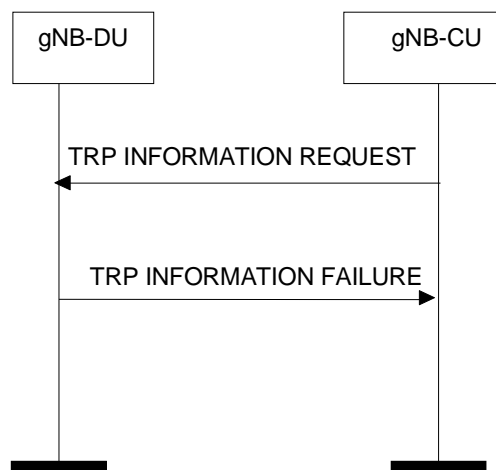 gNB-DU
gNB-CU
TRP INFORMATION REQUEST
TRP INFORMATION FAILURE